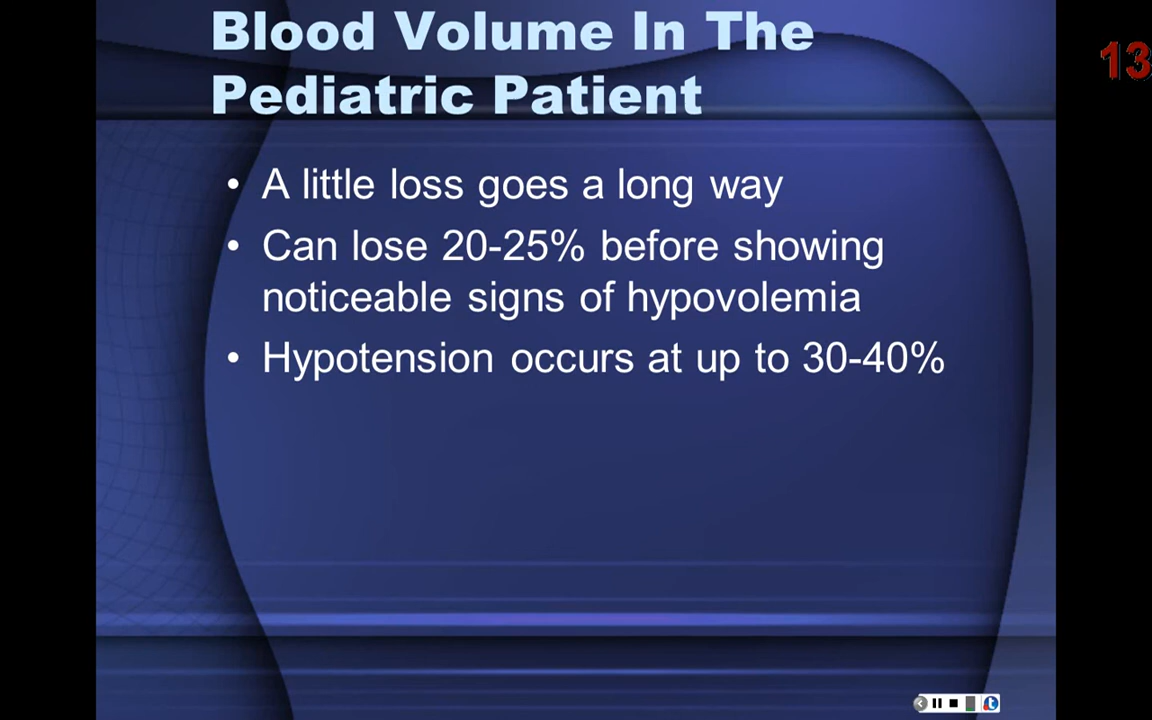 Blood Volume In The
Pediatric Patient
13
• A little loss goes a long way
• Can lose 20-25% before showing
noticeable signs of hypovolemia
• Hypotension occurs at up to 30-40%